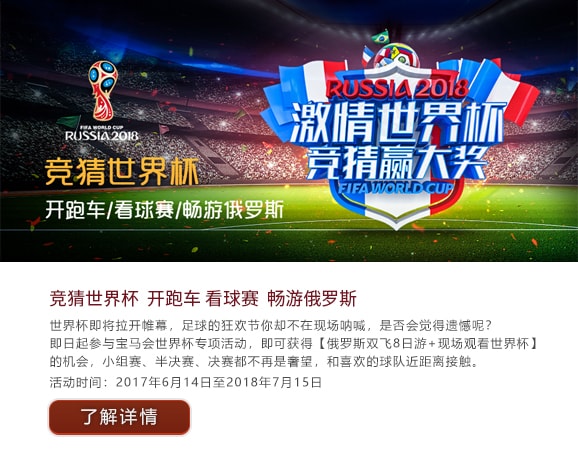 RUSSIA 2018
激情世界杯
竞猜赢大奖
FIFA WORLD CUP
FIFA WORLD CUP
RUSSIA2018
竞猜世界杯
开跑车/看球赛/畅游俄罗斯
竞猜世界杯 开跑车 看球赛 畅游俄罗斯
世界杯即将拉开帷幕，足球的狂欢节你却不在现场呐喊，是否会觉得遗憾呢？
即日起参与宝马会世界杯专项活动，即可获得【俄罗斯双飞8日游+现场观看世界杯】
的机会，小组赛、半决赛、决赛都不再是奢望，和喜欢的球队近距离接触。
活动时间：2017年6月14日至2018年7月15日
了解详情